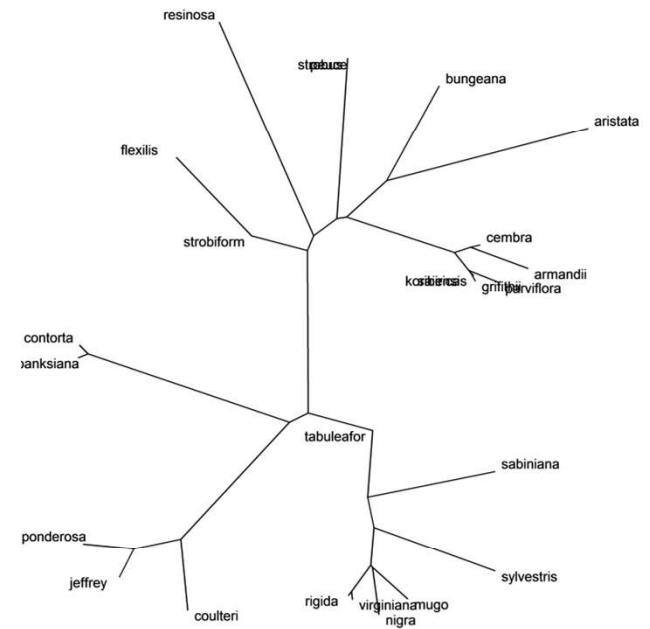 resinosa
bungeana
aristata
flexilis
strobiform
cembra
armandii
parviflora
contorta
banksiana
tabuleafor
sabiniana
ponderosa
jeffrey
sylvestris
rigida
virginiana
mugo
nigra
coulteri